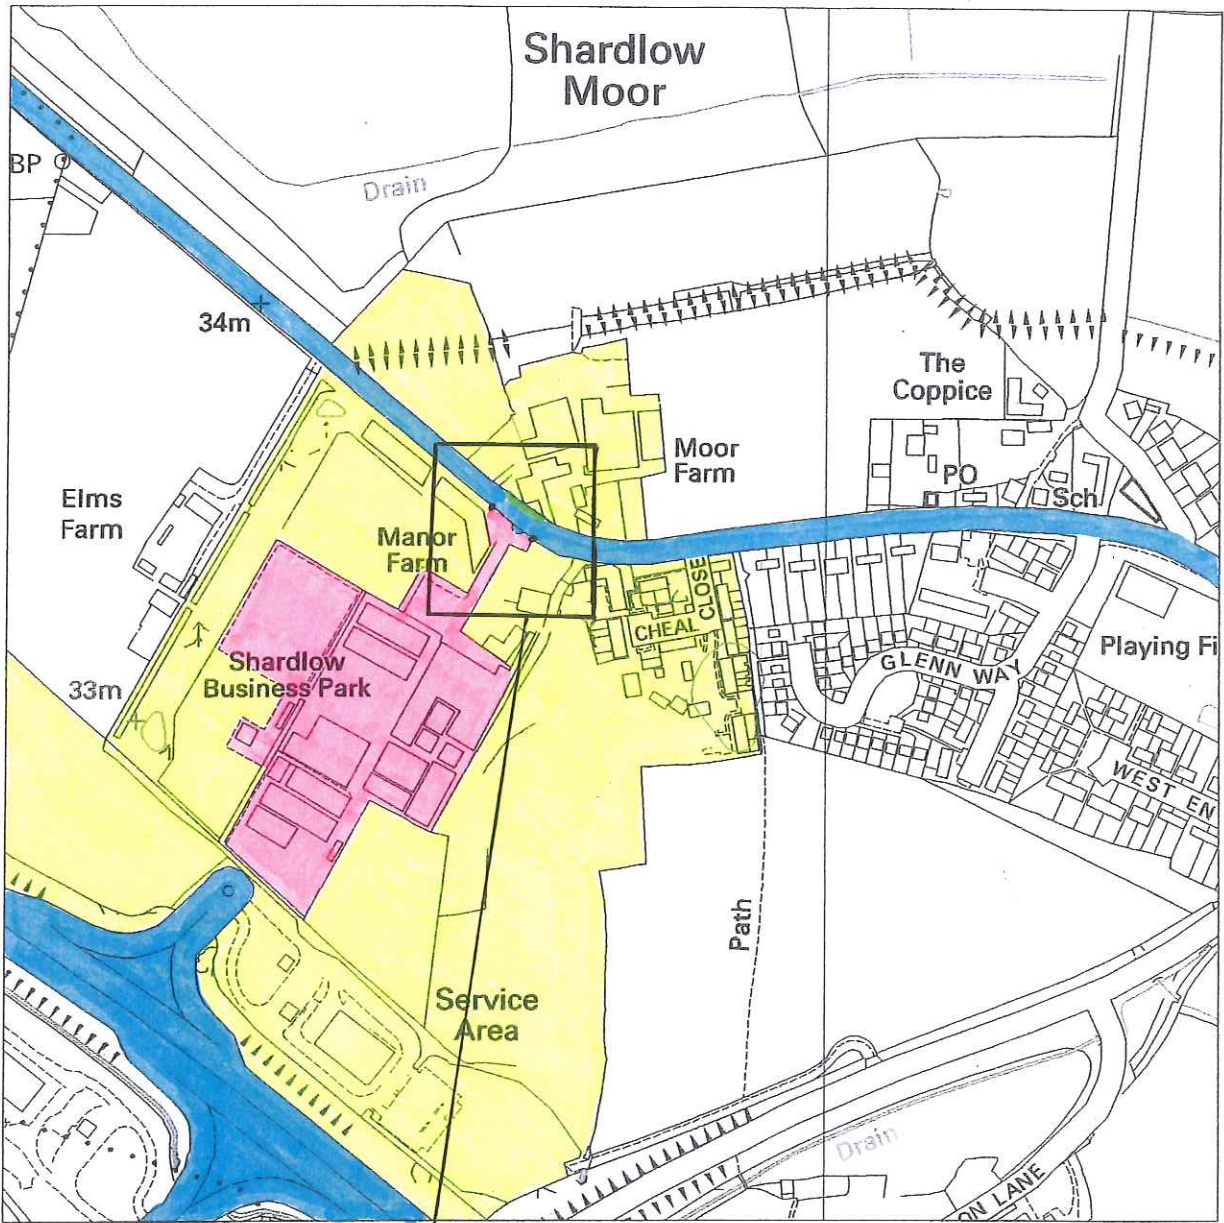 Shardlow
Moor
BP
Drain
34m
The
Coppice
Moor
Farm
PO
Sch
Elms
Farm
Manor
Farm
CLOSE
CHEAL
Playing Fi
GLENN WAY
Shardlow
Business Park
33m
WEST EN
Path
Service
Area
Drain
ON LANE